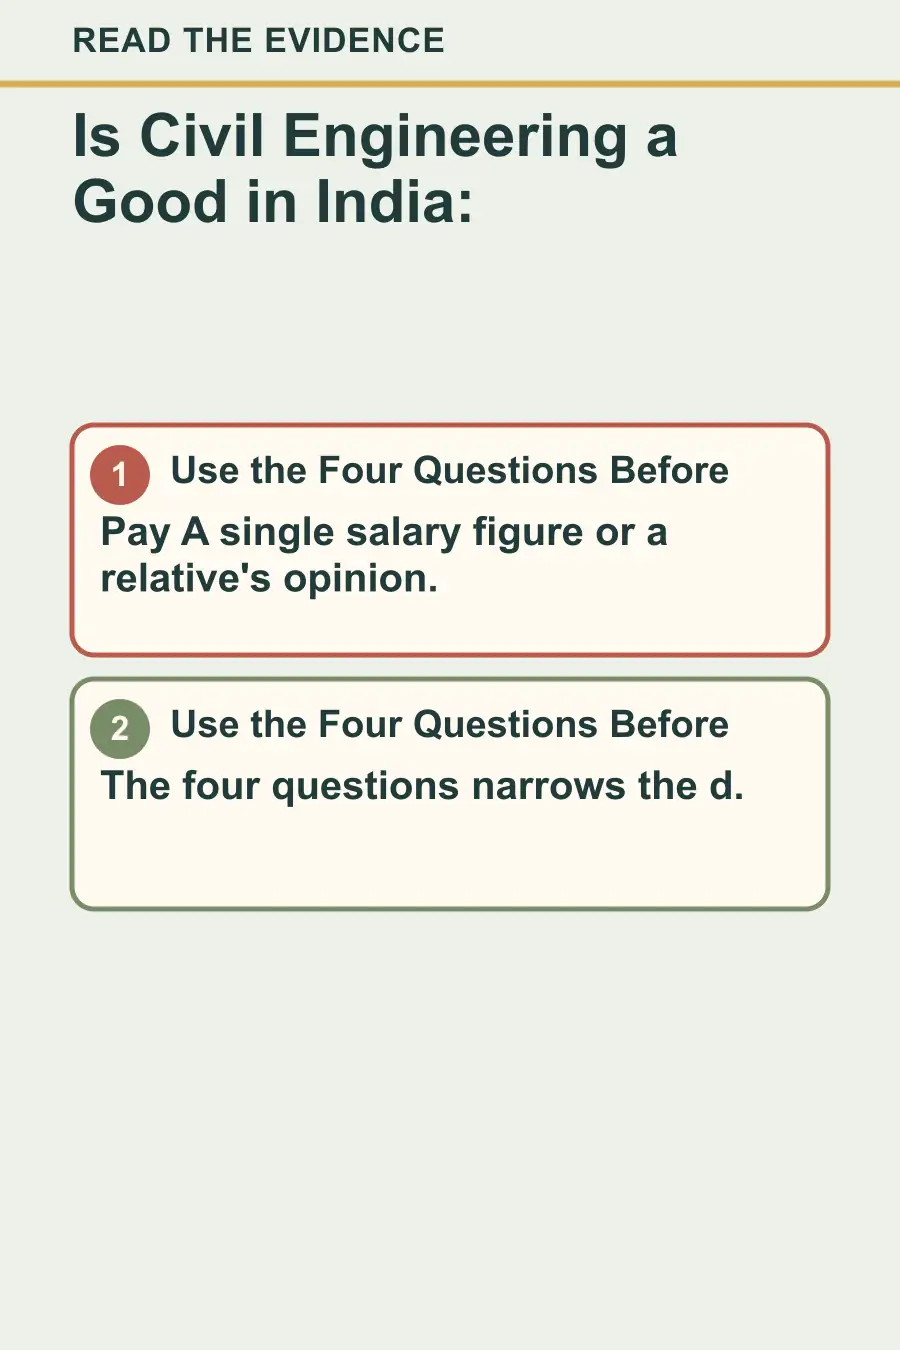 READ THE EVIDENCE
Is Civil Engineering a
Good in India:
1 Use the Four Questions Before
Pay A single salary figure or a
relative's opinion.
2 Use the Four Questions Before
The four questions narrows the d.